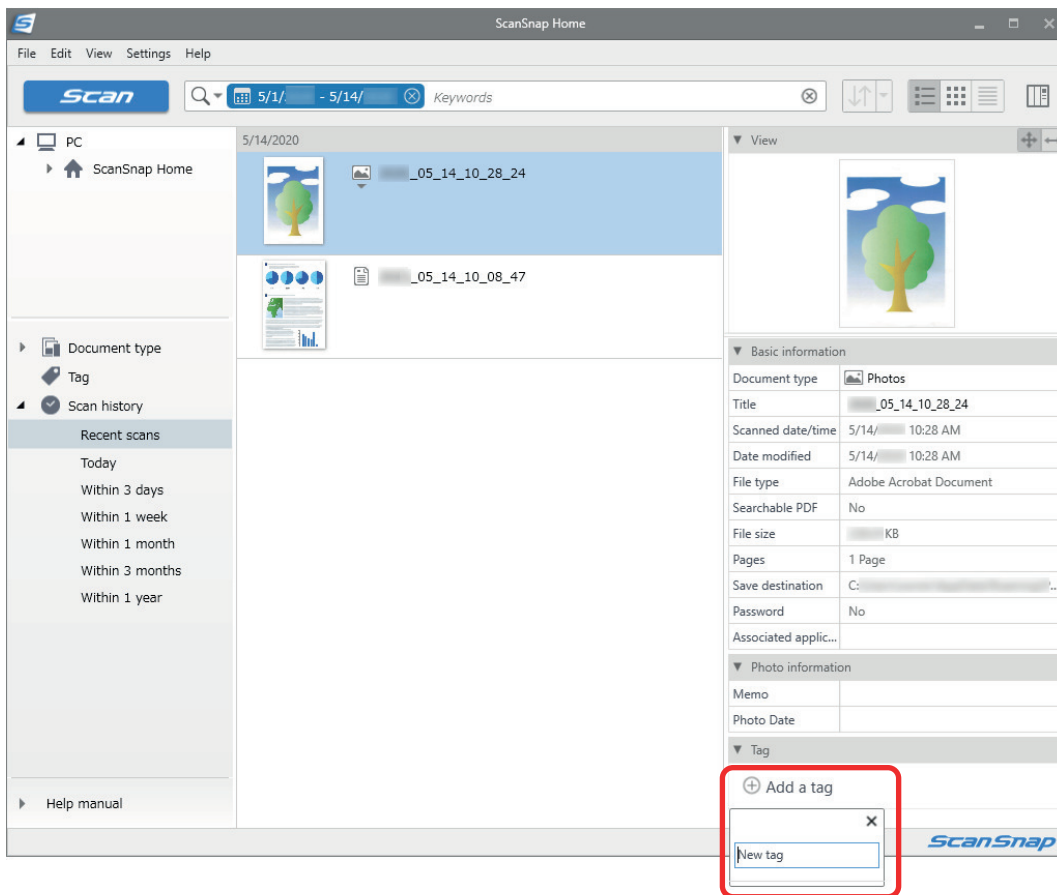 ScanSnap Home
File Edit View Settings Help
Scan
5/1/ - 5/14/ Keywords
PC
ScanSnap Home
Document type
Tag
Scan history
Recent scans
Today
Within 3 days
Within 1 week
Within 1 month
Within 3 months
Within 1 year
Help manual
5/14/2020
_05_14_10_28_24
_05_14_10_08_47
View
Basic information
Document type Photos
Title _05_14_10_28_24
Scanned date/time 5/14/ 10:28 AM
Date modified 5/14/ 10:28 AM
File type Adobe Acrobat Document
Searchable PDF No
File size KB
Pages 1 Page
Save destination C:
Password No
Associated applic...
Photo information
Memo
Photo Date
Tag
Add a tag
New tag
ScanSnap